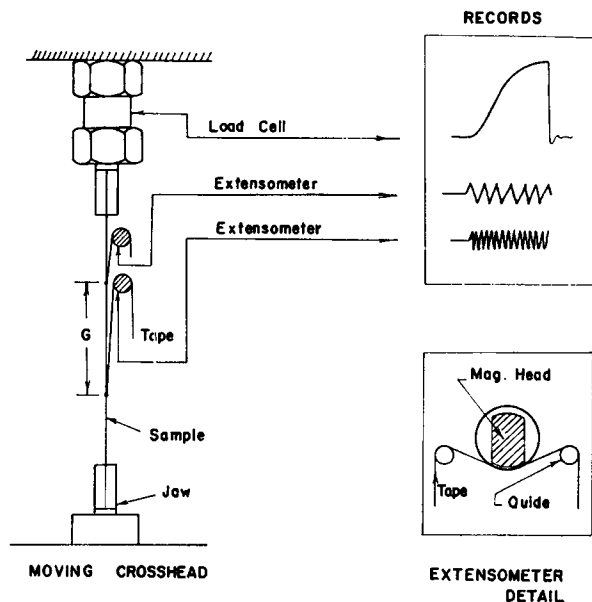 RECORDS
Load Cell
Extensometer
Extensometer
G
Tape
Sample
Jaw
MOVING CROSSHEAD
Mag. Head
Tape
Guide
EXTENSOMETER
DETAIL